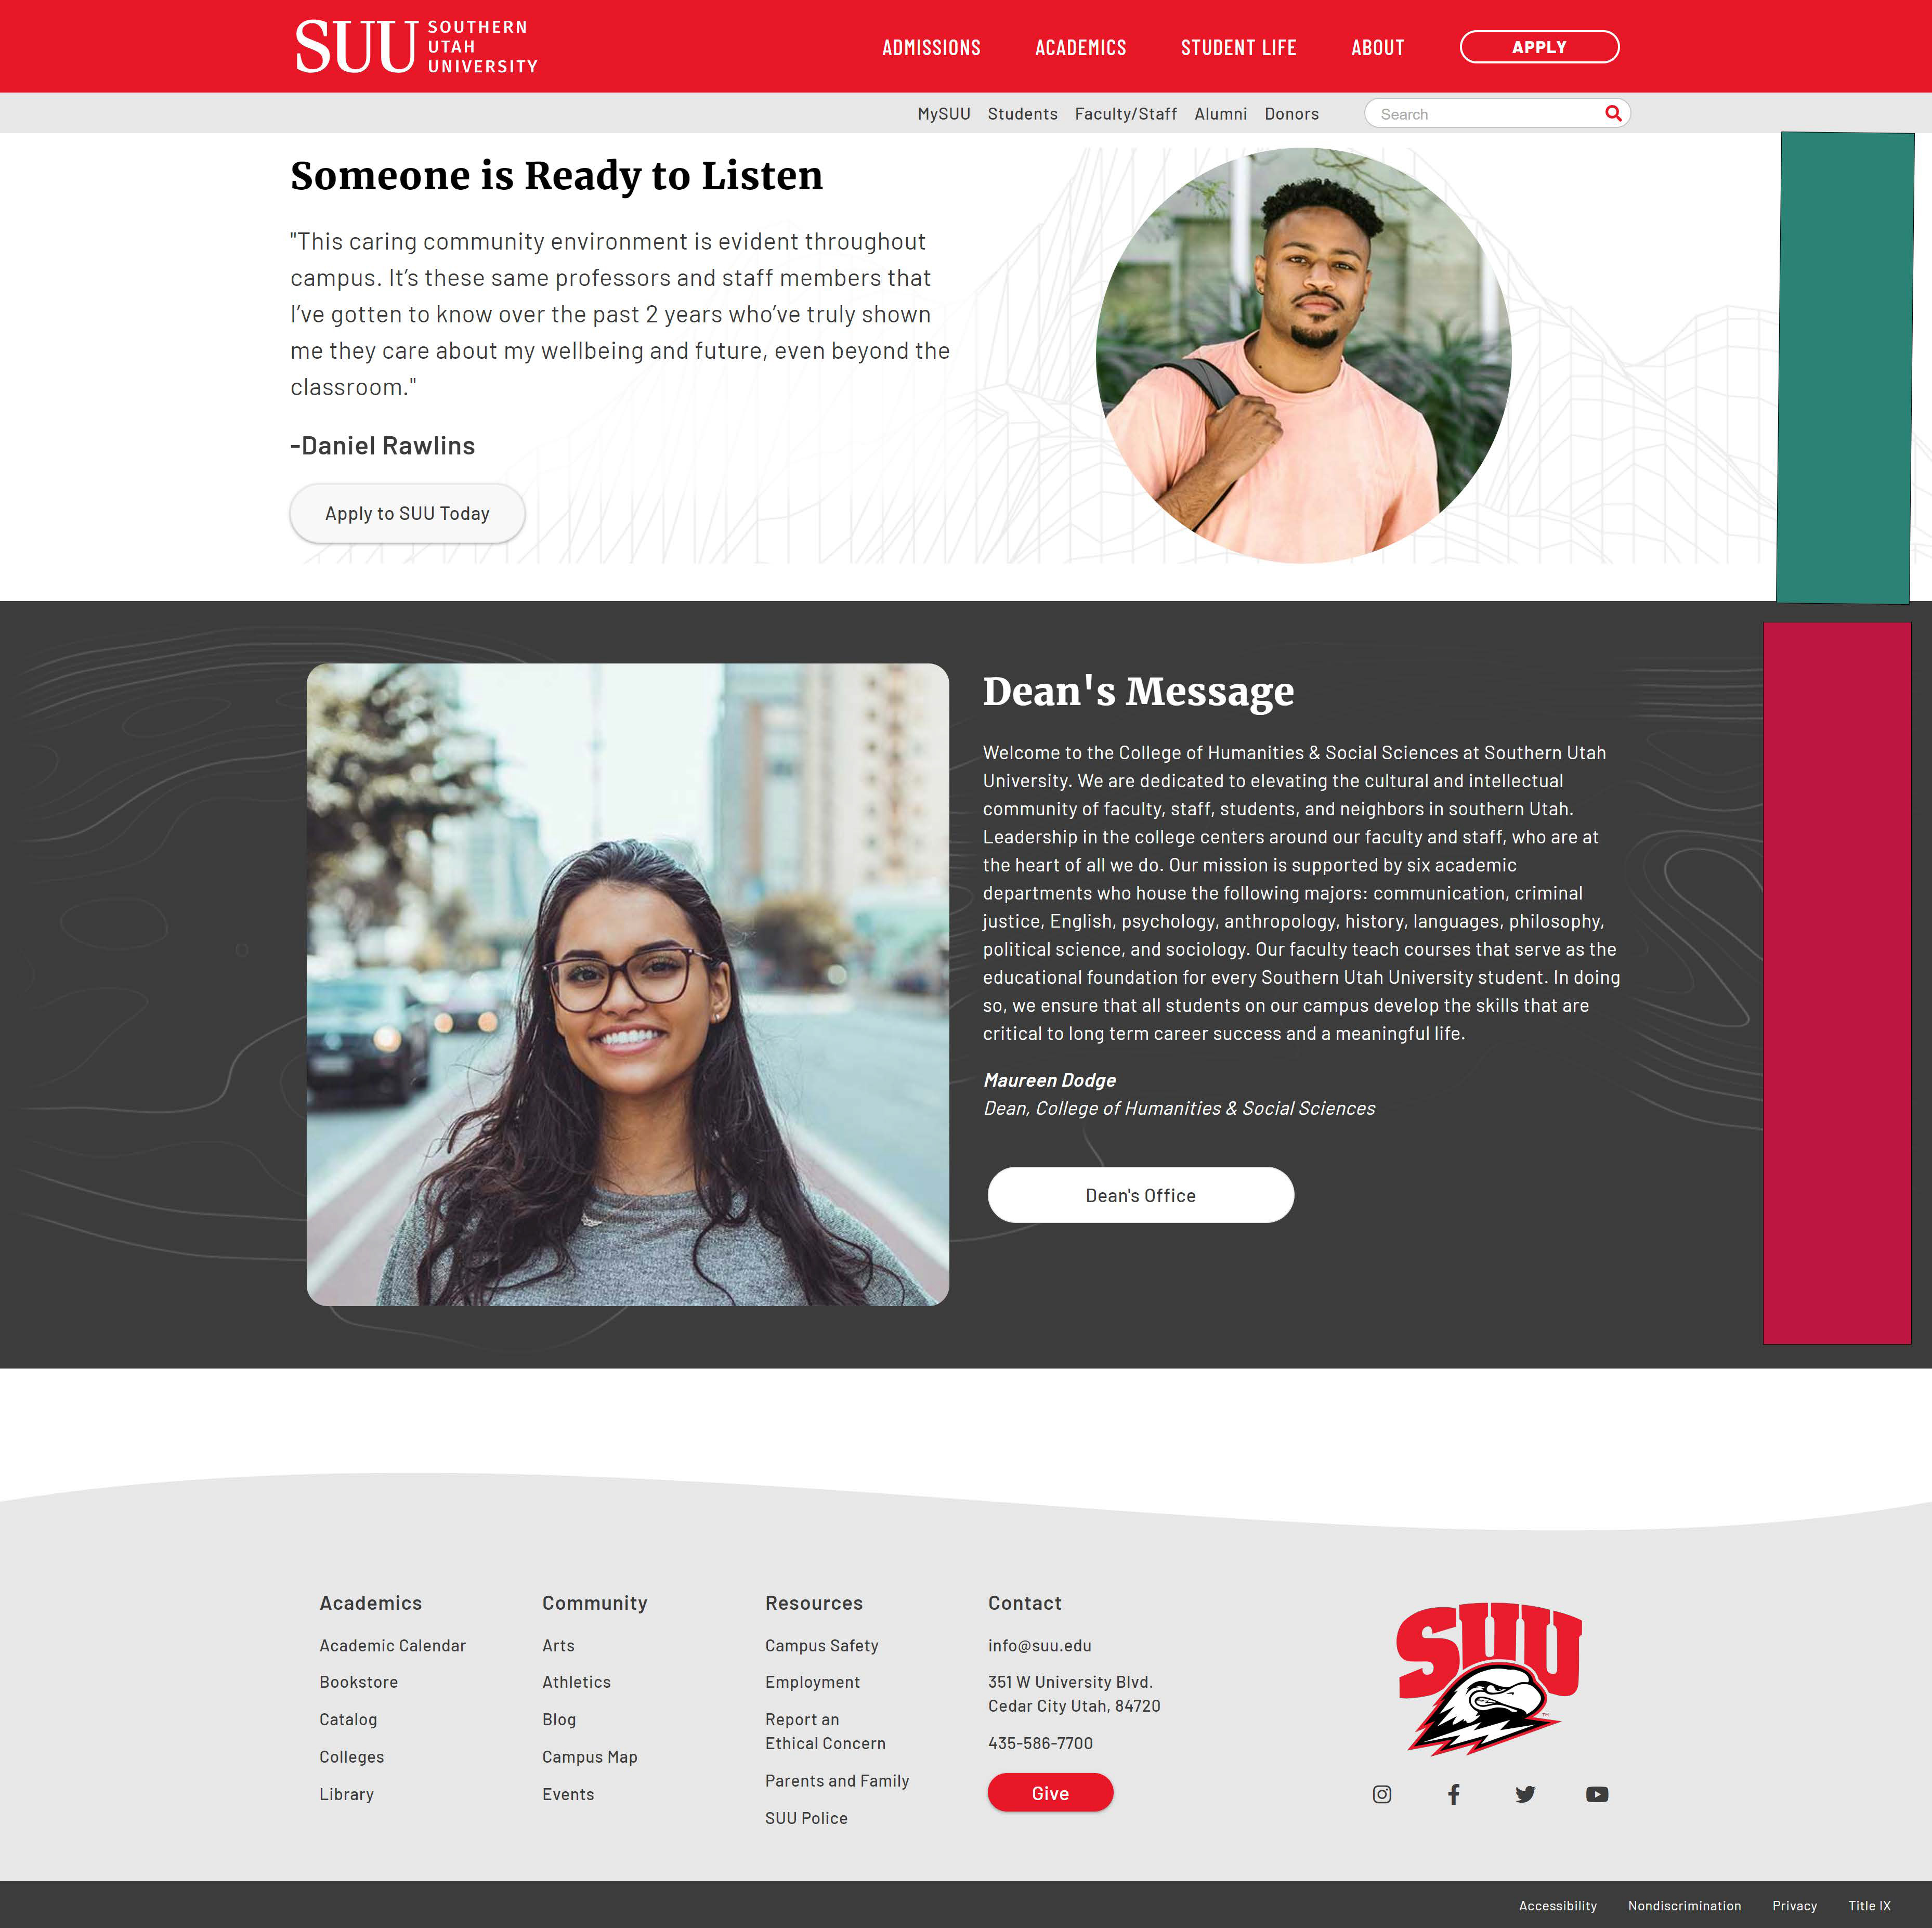 SUU SOUTHERN
UTAH
UNIVERSITY
ADMISSIONS ACADEMICS STUDENT LIFE ABOUT APPLY
MySUU Students Faculty/Staff Alumni Donors Search
Someone is Ready to Listen
"This caring community environment is evident throughout
campus. It’s these same professors and staff members that
I’ve gotten to know over the past 2 years who’ve truly shown
me they care about my wellbeing and future, even beyond the
classroom."
-Daniel Rawlins
Apply to SUU Today
Dean's Message
Welcome to the College of Humanities & Social Sciences at Southern Utah
University. We are dedicated to elevating the cultural and intellectual
community of faculty, staff, students, and neighbors in southern Utah.
Leadership in the college centers around our faculty and staff, who are at
the heart of all we do. Our mission is supported by six academic
departments who house the following majors: communication, criminal
justice, English, psychology, anthropology, history, languages, philosophy,
political science, and sociology. Our faculty teach courses that serve as the
educational foundation for every Southern Utah University student. In doing
so, we ensure that all students on our campus develop the skills that are
critical to long term career success and a meaningful life.
Maureen Dodge
Dean, College of Humanities & Social Sciences
Dean's Office
Academics
Academic Calendar
Bookstore
Catalog
Colleges
Library
Community
Arts
Athletics
Blog
Campus Map
Events
Resources
Campus Safety
Employment
Report an
Ethical Concern
Parents and Family
SUU Police
Contact
info@suu.edu
351 W University Blvd.
Cedar City Utah, 84720
435-586-7700
Give
SUU
TM
Accessibility Nondiscrimination Privacy Title IX